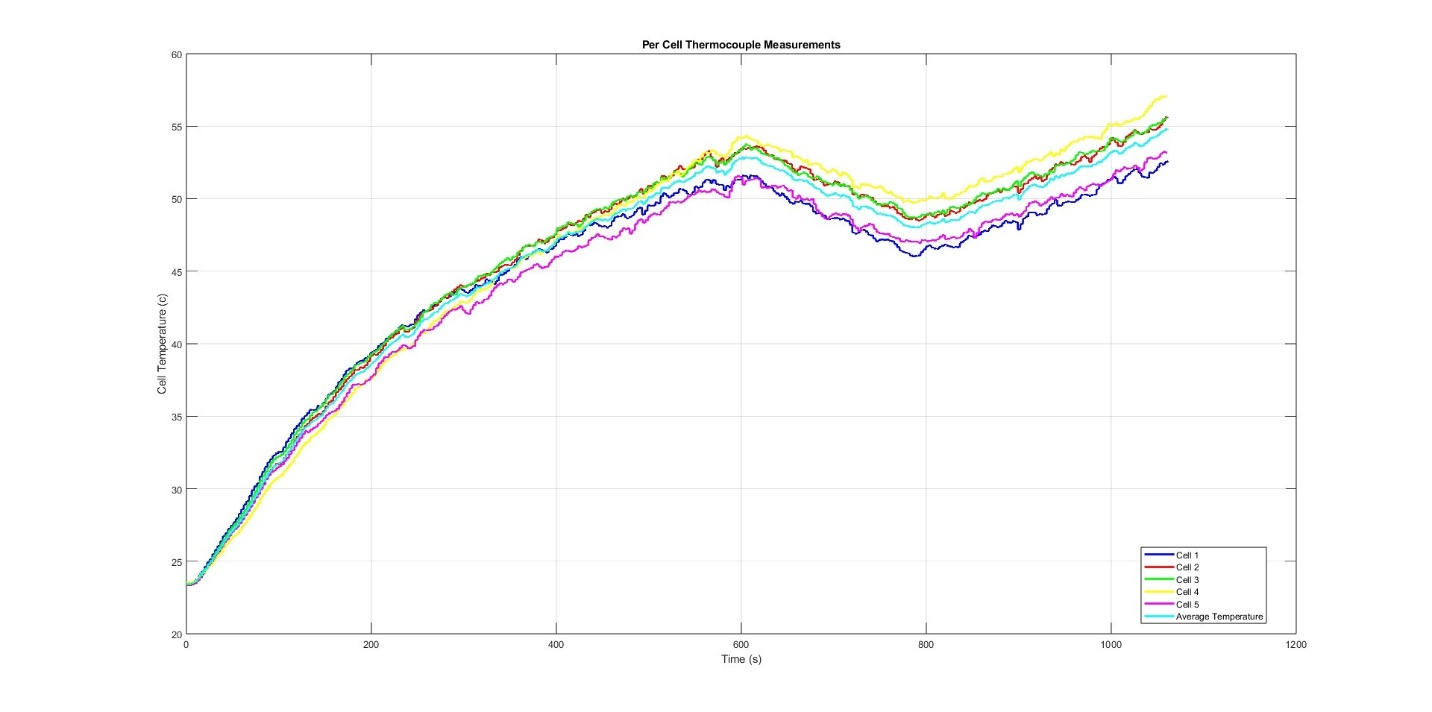 Per Cell Thermocouple Measurements
60
55
50
45
40
35
30
25
20
Cell Temperature (c)
0 200 400 600 800 1000 1200
Time (s)
Cell 1
Cell 2
Cell 3
Cell 4
Cell 5
Average Temperature